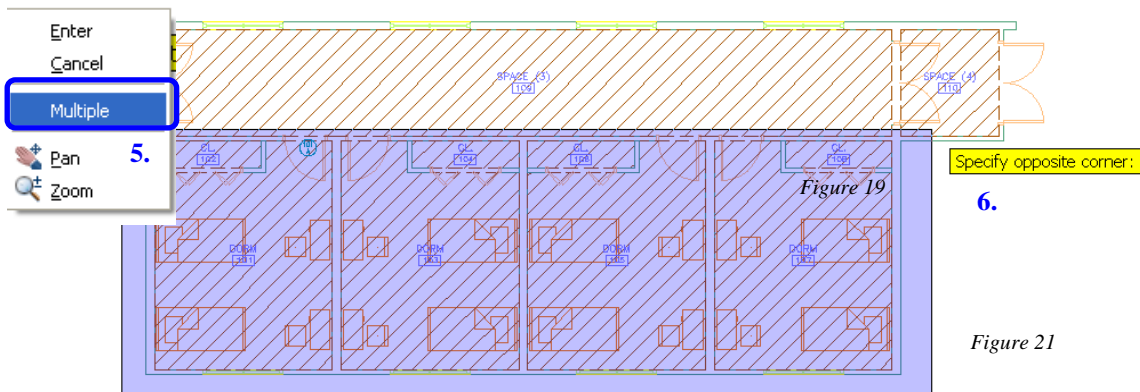 Enter
Cancel
Multiple
Pan
Zoom
5.
SPACE (3)
109
SPACE (4)
110
CL.
102
101
A
CL.
104
CL.
106
CL.
108
Specify opposite corner:
Figure 19
6.
DORM
101
DORM
103
DORM
105
DORM
107
Figure 21